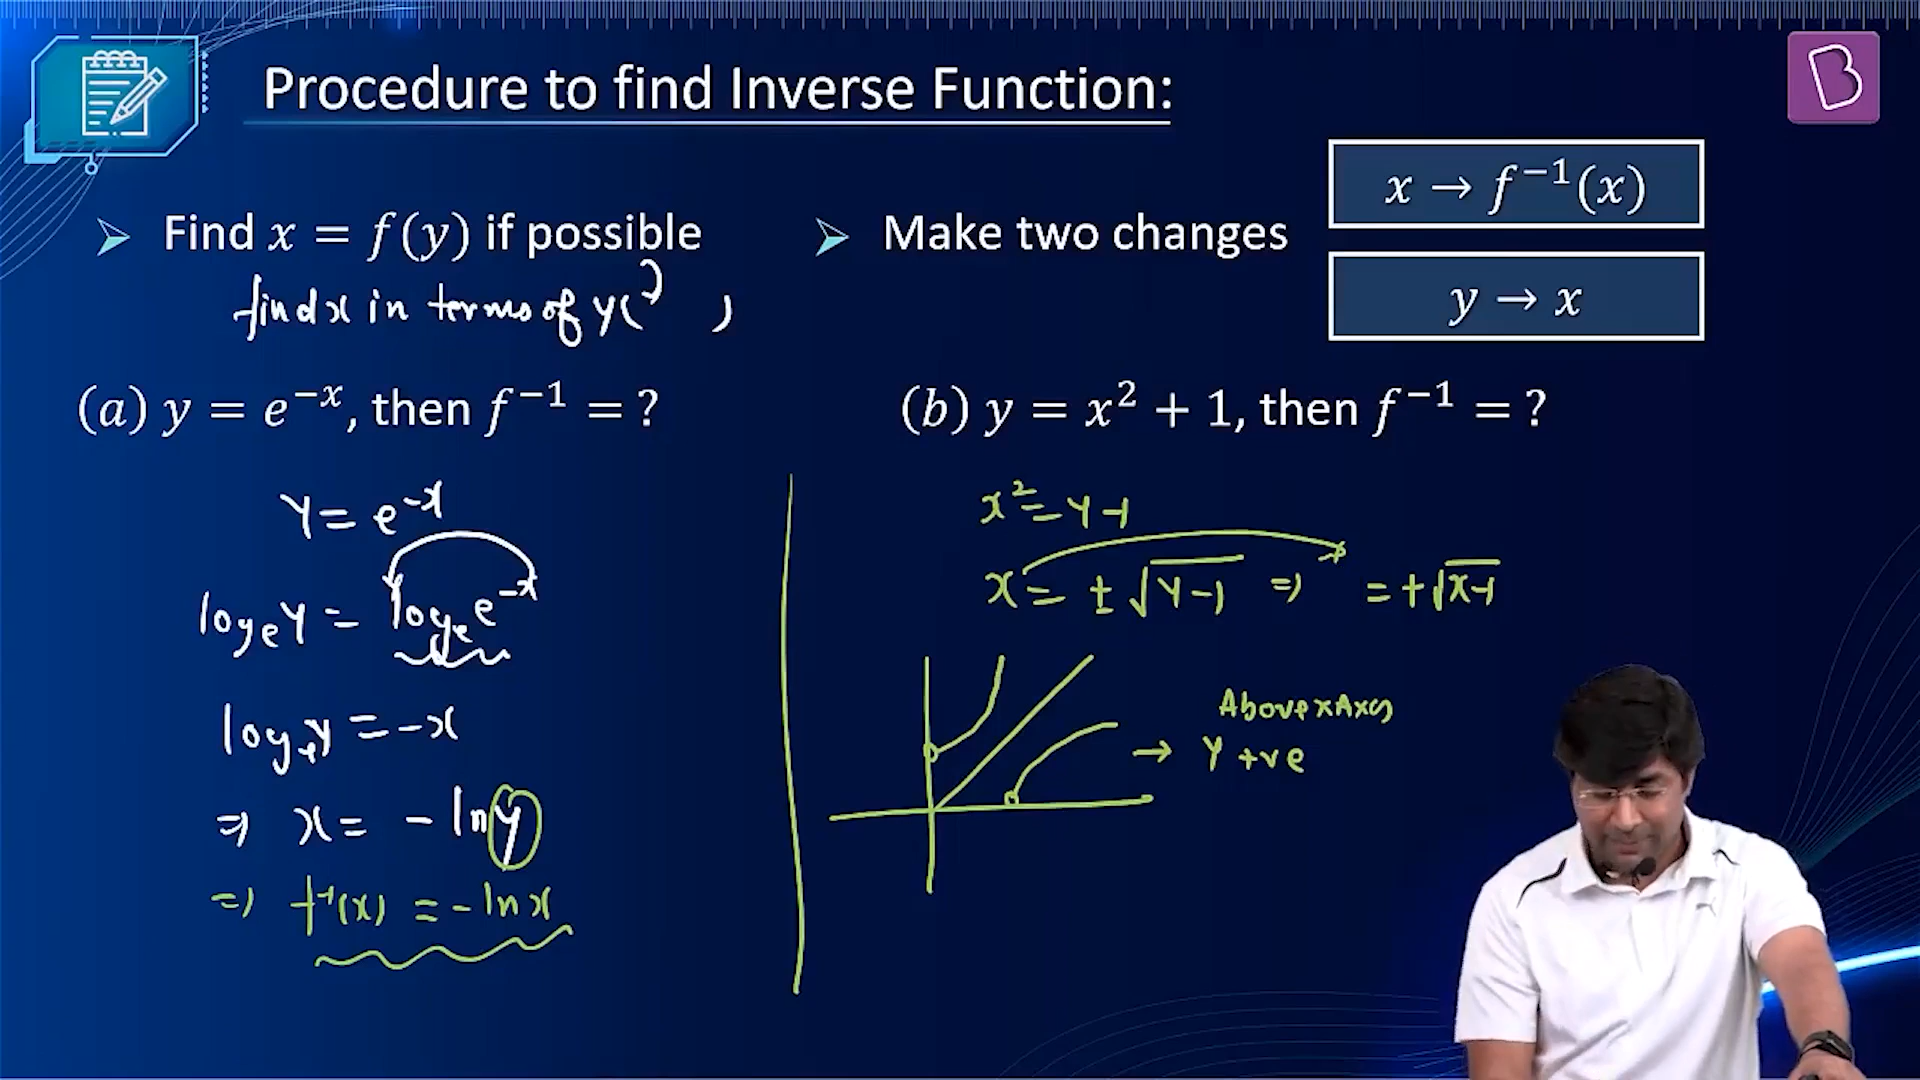 Procedure to find Inverse Function:
Find x = f(y) if possible
find x in terms of y( )
Make two changes
x → f⁻¹(x)
y → x
(a) y = e⁻ˣ, then f⁻¹ = ?
y = e⁻ˣ
logₑy = logₑe⁻ˣ
logₑy = -x
⇒ x = - ln y
⇒ f⁻¹(x) = - ln x
(b) y = x² + 1, then f⁻¹ = ?
x² = y-1
x = ± √(y-1) ⇒ = +√(x-1)
Above x Axis
→ y +ve
B